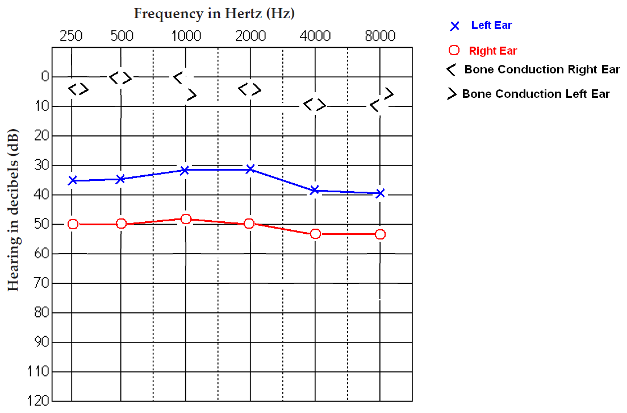 Frequency in Hertz (Hz)
250 500 1000 2000 4000 8000
Hearing in decibels (dB)
0
10
20
30
40
50
60
70
80
90
100
110
120
Left Ear
Right Ear
Bone Conduction Right Ear
Bone Conduction Left Ear